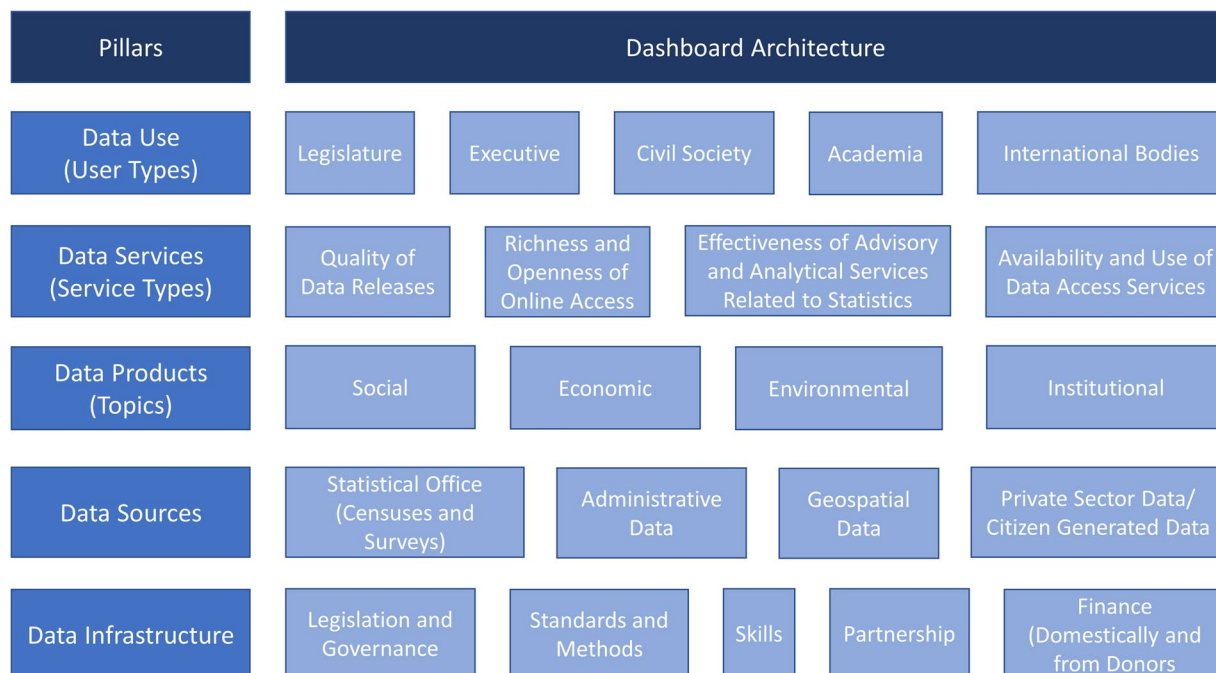 Pillars
Dashboard Architecture
Data Use
(User Types)
Legislature
Executive
Civil Society
Academia
International Bodies
Data Services
(Service Types)
Quality of
Data Releases
Richness and
Openness of
Online Access
Effectiveness of Advisory
and Analytical Services
Related to Statistics
Availability and Use of
Data Access Services
Data Products
(Topics)
Social
Economic
Environmental
Institutional
Data Sources
Statistical Office
(Censuses and
Surveys)
Administrative
Data
Geospatial
Data
Private Sector Data/
Citizen Generated Data
Data Infrastructure
Legislation and
Governance
Standards and
Methods
Skills
Partnership
Finance
(Domestically and
from Donors